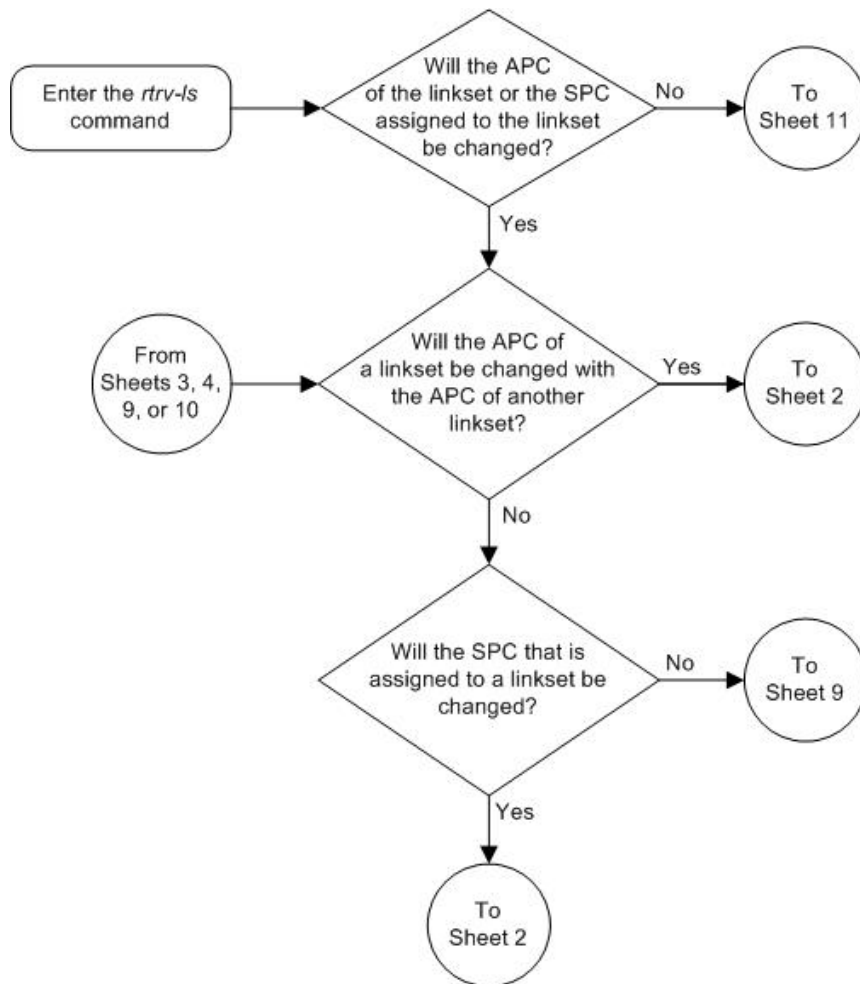 Enter the rtrv-ls
command
Will the APC
of the linkset or the SPC
assigned to the linkset
be changed?
No
To
Sheet 11
Yes
From
Sheets 3, 4,
9, or 10
Will the APC of
a linkset be changed with
the APC of another
linkset?
Yes
To
Sheet 2
No
Will the SPC that is
assigned to a linkset be
changed?
No
To
Sheet 9
Yes
To
Sheet 2